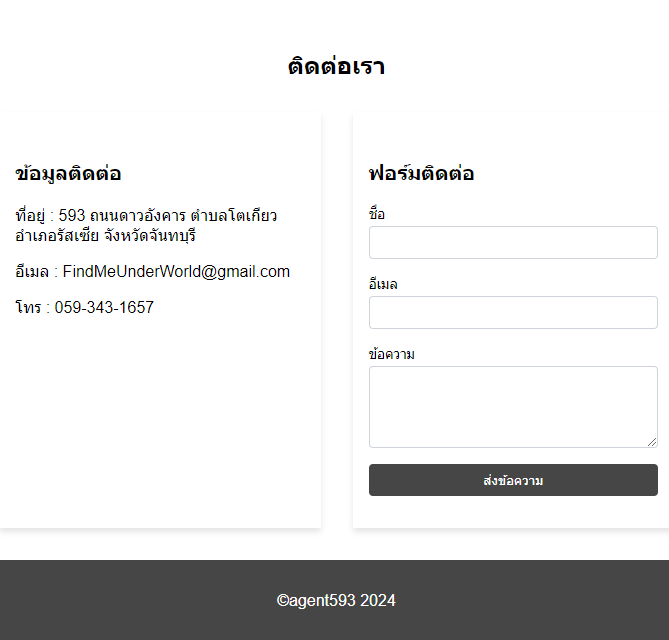 ติดต่อเรา
ข้อมูลติดต่อ
ที่อยู่ : 593 ถนนดาวอังคาร ตำบลโตเกียว
อำเภอรัสเซีย จังหวัดจันทบุรี
อีเมล : FindMeUnderWorld@gmail.com
โทร : 059-343-1657
ฟอร์มติดต่อ
ชื่อ
อีเมล
ข้อความ
ส่งข้อความ
©agent593 2024